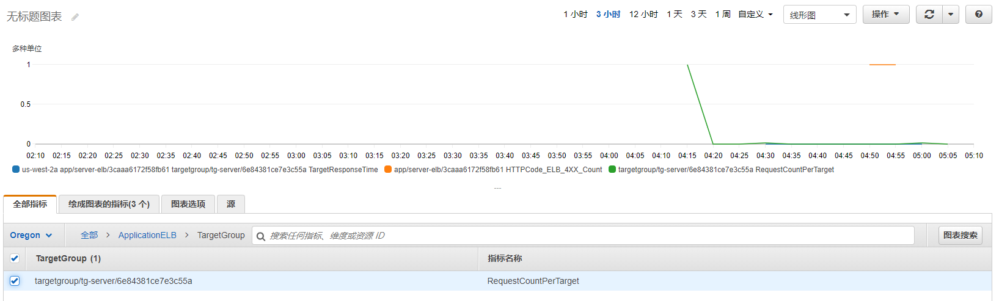 无标题图表
1 小时 3 小时 12 小时 1 天 3 天 1 周 自定义 线形图 操作
多种单位
1
0.5
0
02:10 02:15 02:20 02:25 02:30 02:35 02:40 02:45 02:50 02:55 03:00 03:05 03:10 03:15 03:20 03:25 03:30 03:35 03:40 03:45 03:50 03:55 04:00 04:05 04:10 04:15 04:20 04:25 04:30 04:35 04:40 04:45 04:50 04:55 05:00 05:05 05:10
us-west-2a app/server-elb/3caaa6172f58fb61 targetgroup/tg-server/6e84381ce7e3c55a TargetResponseTime app/server-elb/3caaa6172f58fb61 HTTPCode_ELB_4XX_Count targetgroup/tg-server/6e84381ce7e3c55a RequestCountPerTarget
全部指标 绘成图表的指标(3 个) 图表选项 源
Oregon 全部 ApplicationELB TargetGroup 搜索任何指标、维度或资源 ID 图表搜索
TargetGroup (1) 指标名称
targetgroup/tg-server/6e84381ce7e3c55a RequestCountPerTarget